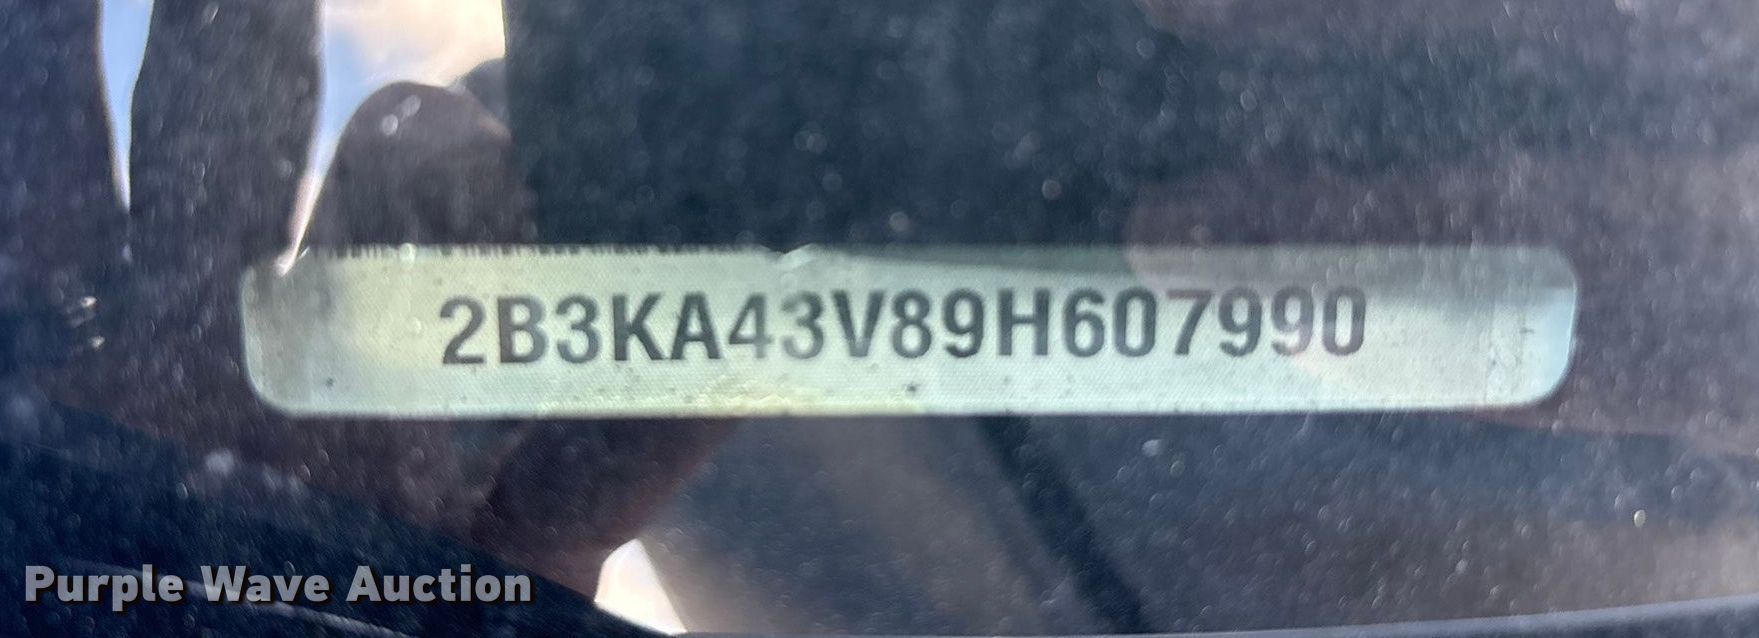 2B3KA43V89H607990
Purple Wave Auction